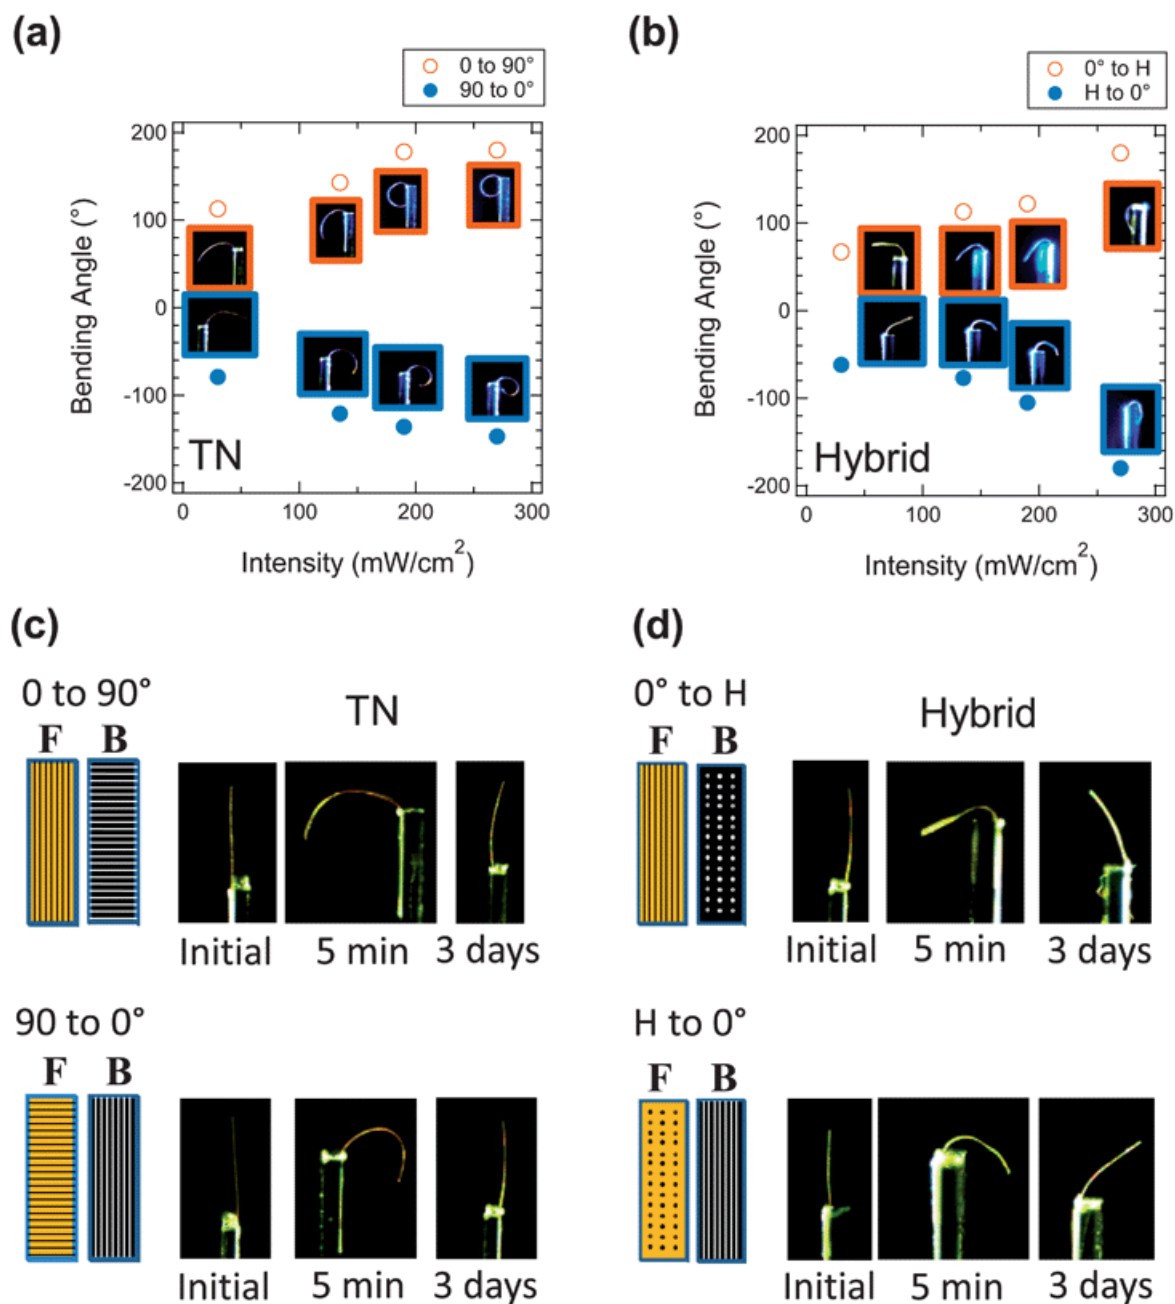 (a)
0 to 90°
90 to 0°
200
100
0
-100
-200
Bending Angle (°)
TN
0
100
200
300
Intensity (mW/cm²)
(b)
0° to H
H to 0°
200
100
0
-100
-200
Bending Angle (°)
Hybrid
0
100
200
300
Intensity (mW/cm²)
(c)
0 to 90°
F B
TN
Initial 5 min 3 days
90 to 0°
F B
Initial 5 min 3 days
(d)
0° to H
F B
Hybrid
Initial 5 min 3 days
H to 0°
F B
Initial 5 min 3 days